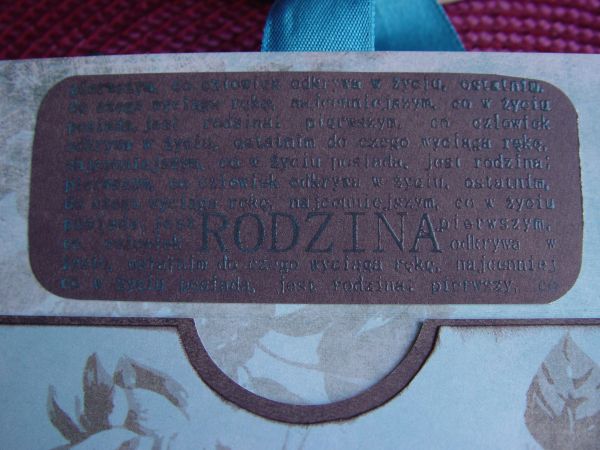 pierwszym, co człowiek odkrywa w życiu, ostatnim,
do czego wyciąga rękę, najcenniejszym, co w życiu
posiada, jest rodzina; pierwszym, co człowiek
odkrywa w życiu, ostatnim do czego wyciąga rękę,
najcenniejszym, co w życiu posiada, jest rodzina;
pierwszym, co człowiek odkrywa w życiu, ostatnim,
do czego wyciąga rękę, najcenniejszym, co w życiu
posiada, jest RODZINA pierwszym,
co człowiek odkrywa w
życiu, ostatnim do czego wyciąga rękę, najcenniej
co w życiu posiada, jest rodzina; pierwszy, co